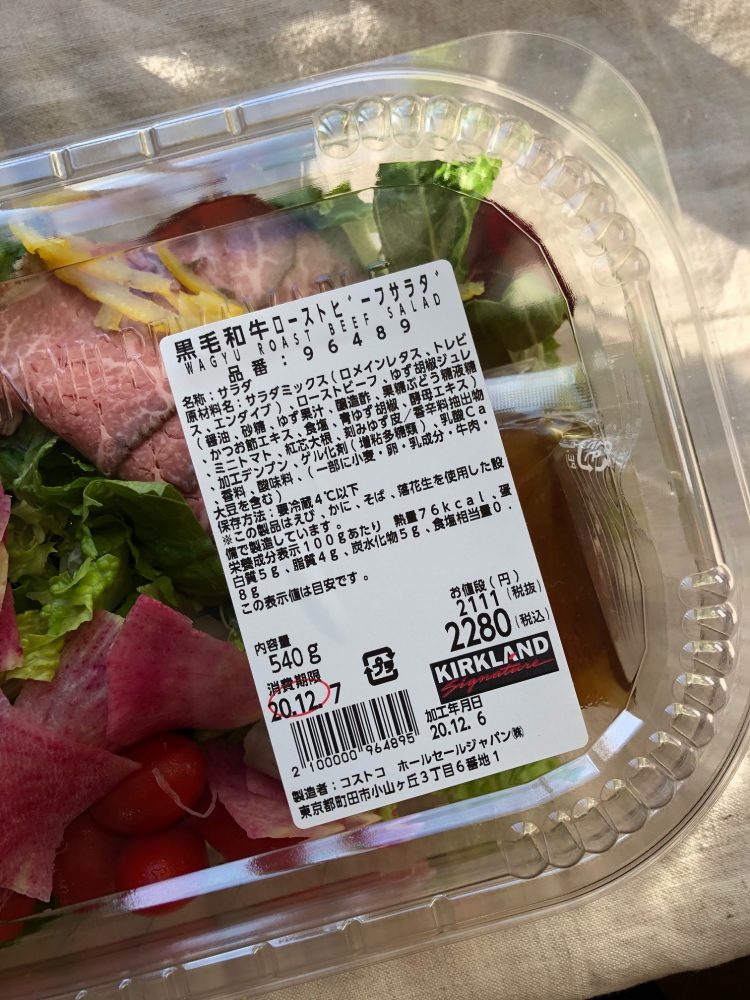 黒毛和牛ローストビーフサラダ
WAGYU ROAST BEEF SALAD
品番:96489
名称:サラダ
原材料名:サラダミックス(ロメインレタス、トレビ
ス、エンダイブ)、ローストビーフ、ゆず胡椒ジュレ
(醤油、砂糖、ゆず果汁、醸造酢、果糖ぶどう糖液糖
、かつお節エキス、食塩、青ゆず胡椒、酵母エキス)
、ミニトマト、紅芯大根、刻みゆず皮/香辛料抽出物
、加工デンプン、ゲル化剤(増粘多糖類)、乳酸Ca
、香料、酸味料、(一部に小麦・卵・乳成分・牛肉・
大豆を含む)
保存方法:要冷蔵4℃以下
※この製品はえび、かに、そば、落花生を使用した設
備で製造しています。
栄養成分表示100gあたり 熱量76kcal、蛋
白質5g、脂質4g、炭水化物5g、食塩相当量0.
8g
この表示値は目安です。
お値段(円)
2111(税抜)
2280(税込)
内容量
540g
消費期限
20.12.7
プラ
KIRKLAND
Signature
加工年月日
20.12.6
2 100000 964895
製造者:コストコ ホールセールジャパン㈱
東京都町田市小山ヶ丘3丁目6番地1